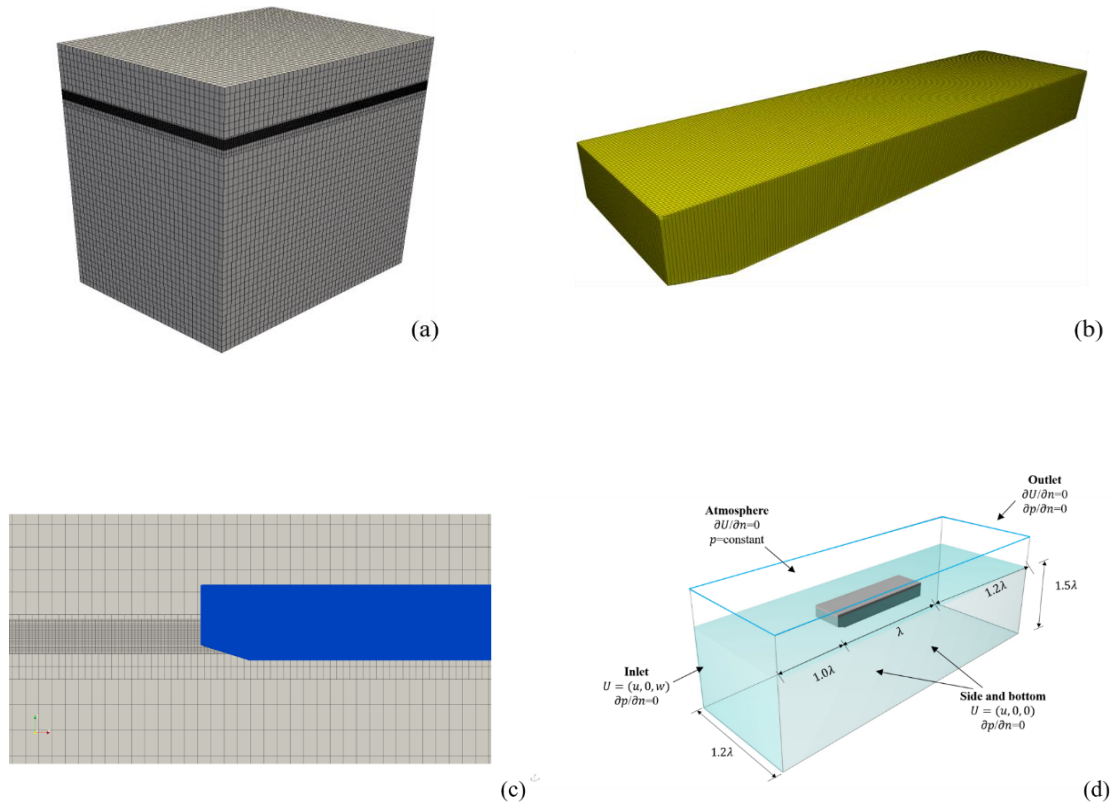 (a)
(b)
(c)
Outlet
∂U/∂n=0
∂p/∂n=0
Atmosphere
∂U/∂n=0
p=constant
1.5λ
1.2λ
λ
1.0λ
Inlet
U = (u, 0, w)
∂p/∂n=0
Side and bottom
U = (u, 0, 0)
∂p/∂n=0
1.2λ
(d)